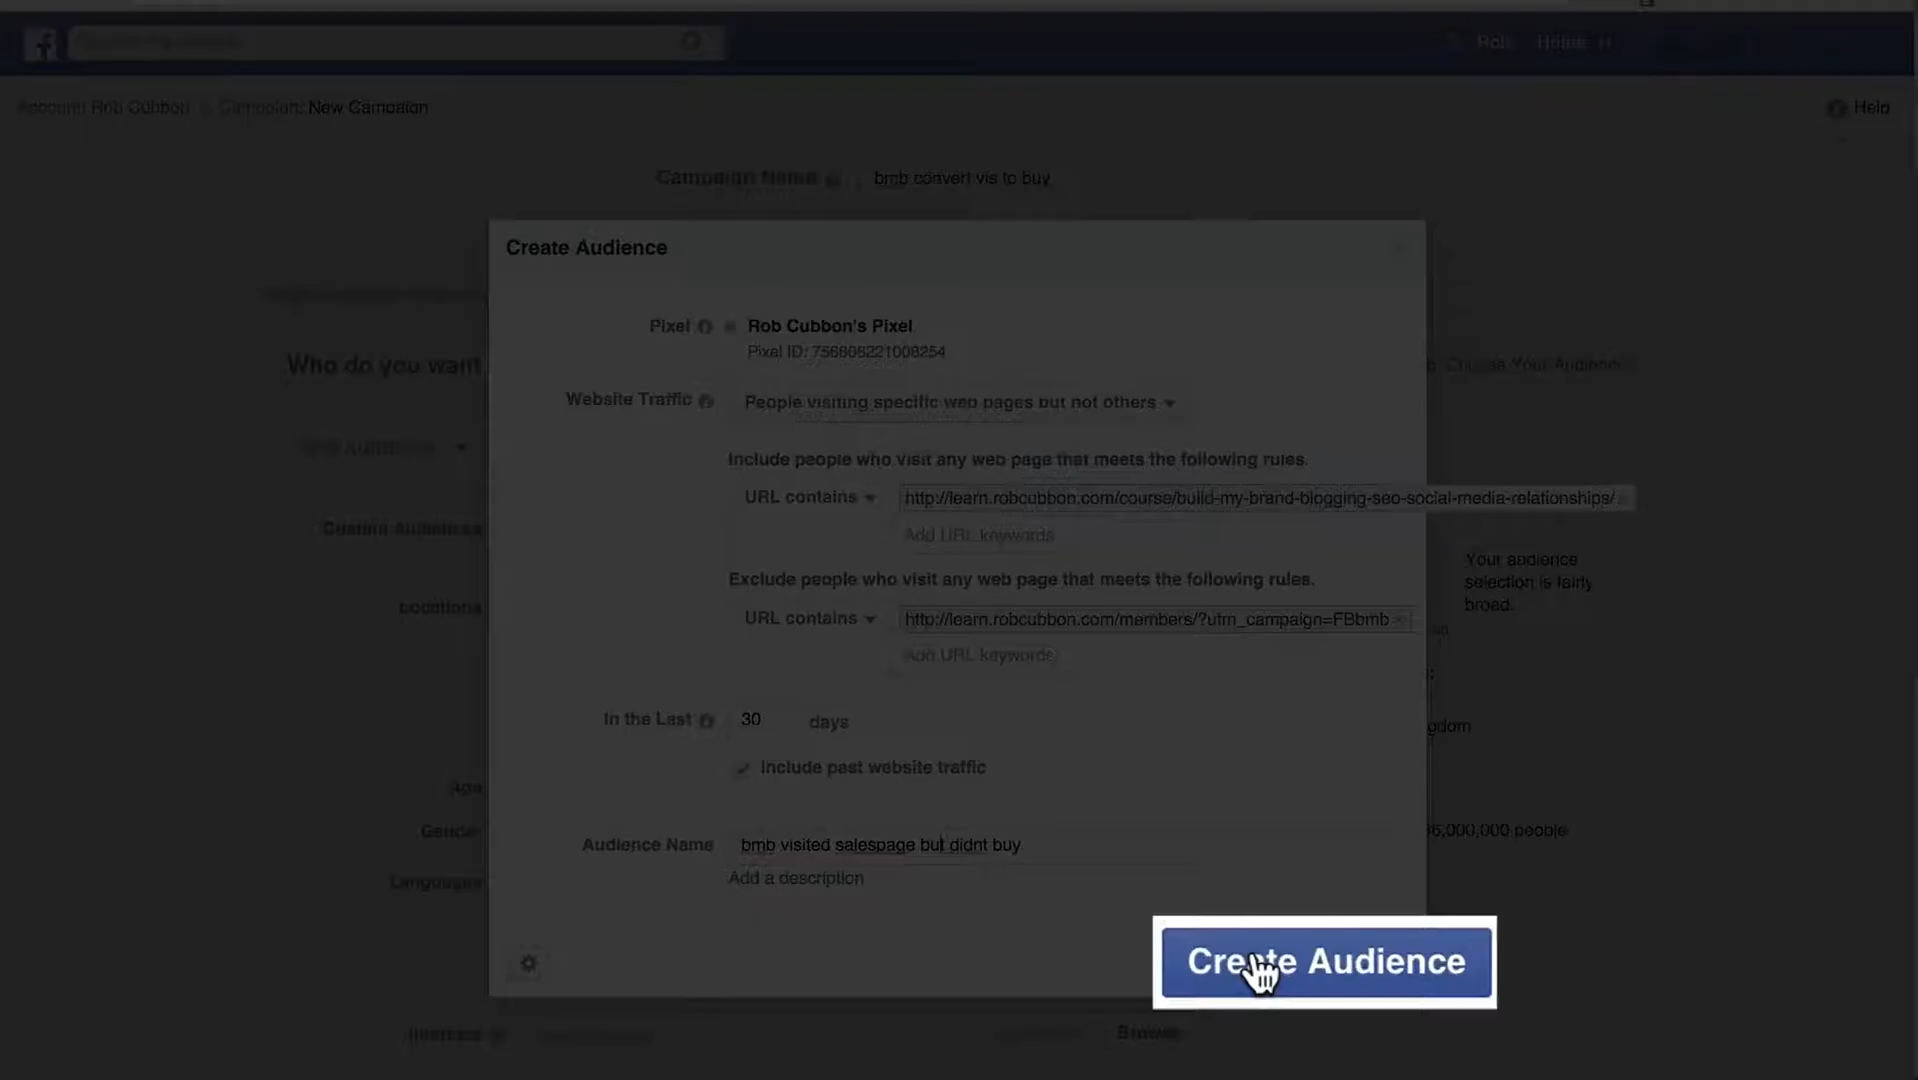 Rob Home
Account: Rob Cubbon Campaign: New Campaign
Help
Campaign Name bmb convert vis to buy
Create Audience
Pixel Rob Cubbon's Pixel
Pixel ID: 756806221008254
Who do you want
Choose Your Audience
Website Traffic People visiting specific web pages but not others
Include people who visit any web page that meets the following rules.
URL contains http://learn.robcubbon.com/course/build-my-brand-blogging-seo-social-media-relationships/
Add URL keywords
Custom Audiences
Exclude people who visit any web page that meets the following rules.
Your audience
selection is fairly
broad.
Locations
URL contains http://learn.robcubbon.com/members/?utm_campaign=FBbmb
Add URL keywords
In the Last 30 days
gdom
Include past website traffic
Age
Gender
6,000,000 people
Audience Name bmb visited salespage but didnt buy
Add a description
Languages
Create Audience
Interests
Browse